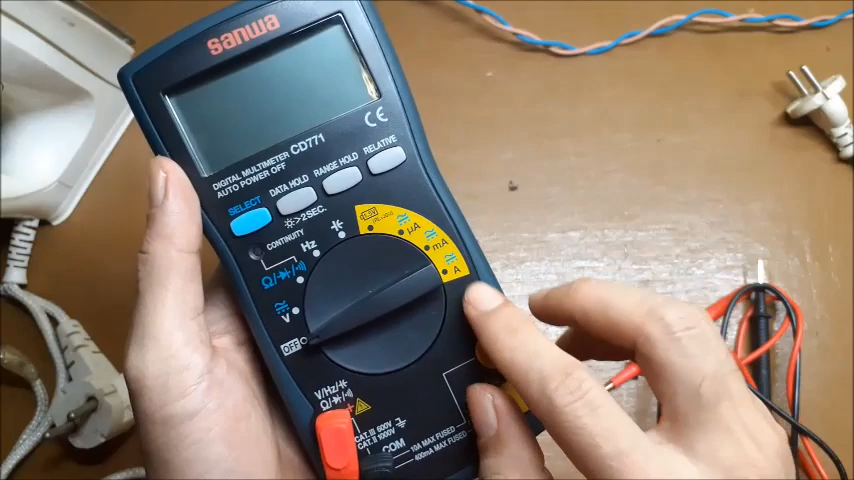 sanwa
CE
DIGITAL MULTIMETER CD771
AUTO POWER OFF
SELECT
DATA HOLD
RANGE HOLD
RELATIVE
>2SEC.
CONTINUITY
Hz
µA
mA
A
Ω/
V
OFF
V/Hz/
Ω/
COM
CAT.III 600V
CAT.II 1000V
10A MAX FUSED
400mA MAX FUSED